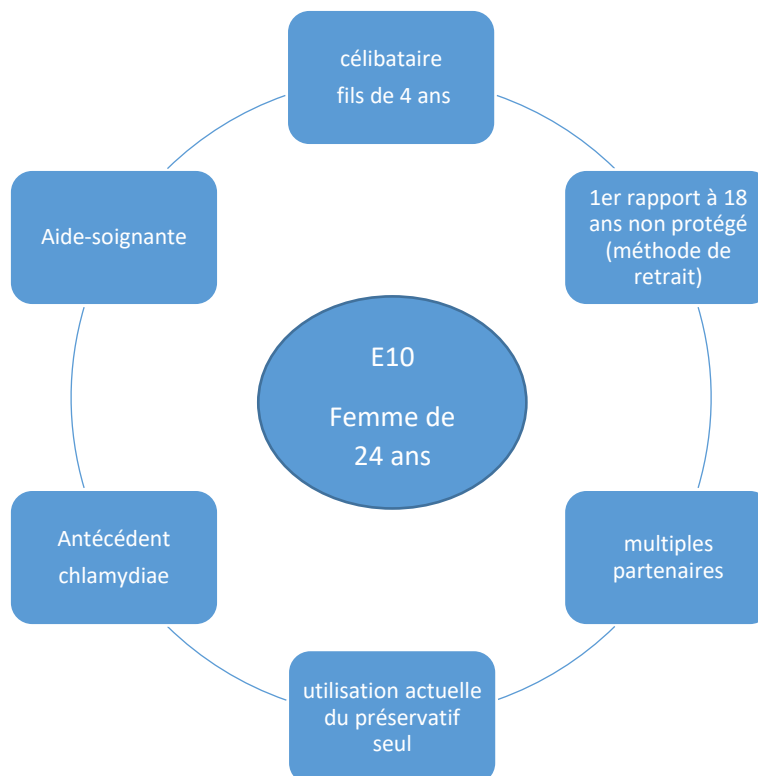 célibataire
fils de 4 ans
1er rapport à 18
ans non protégé
(méthode de
retrait)
Aide-soignante
E10
Femme de
24 ans
Antécédent
chlamydiae
multiples
partenaires
utilisation actuelle
du préservatif
seul